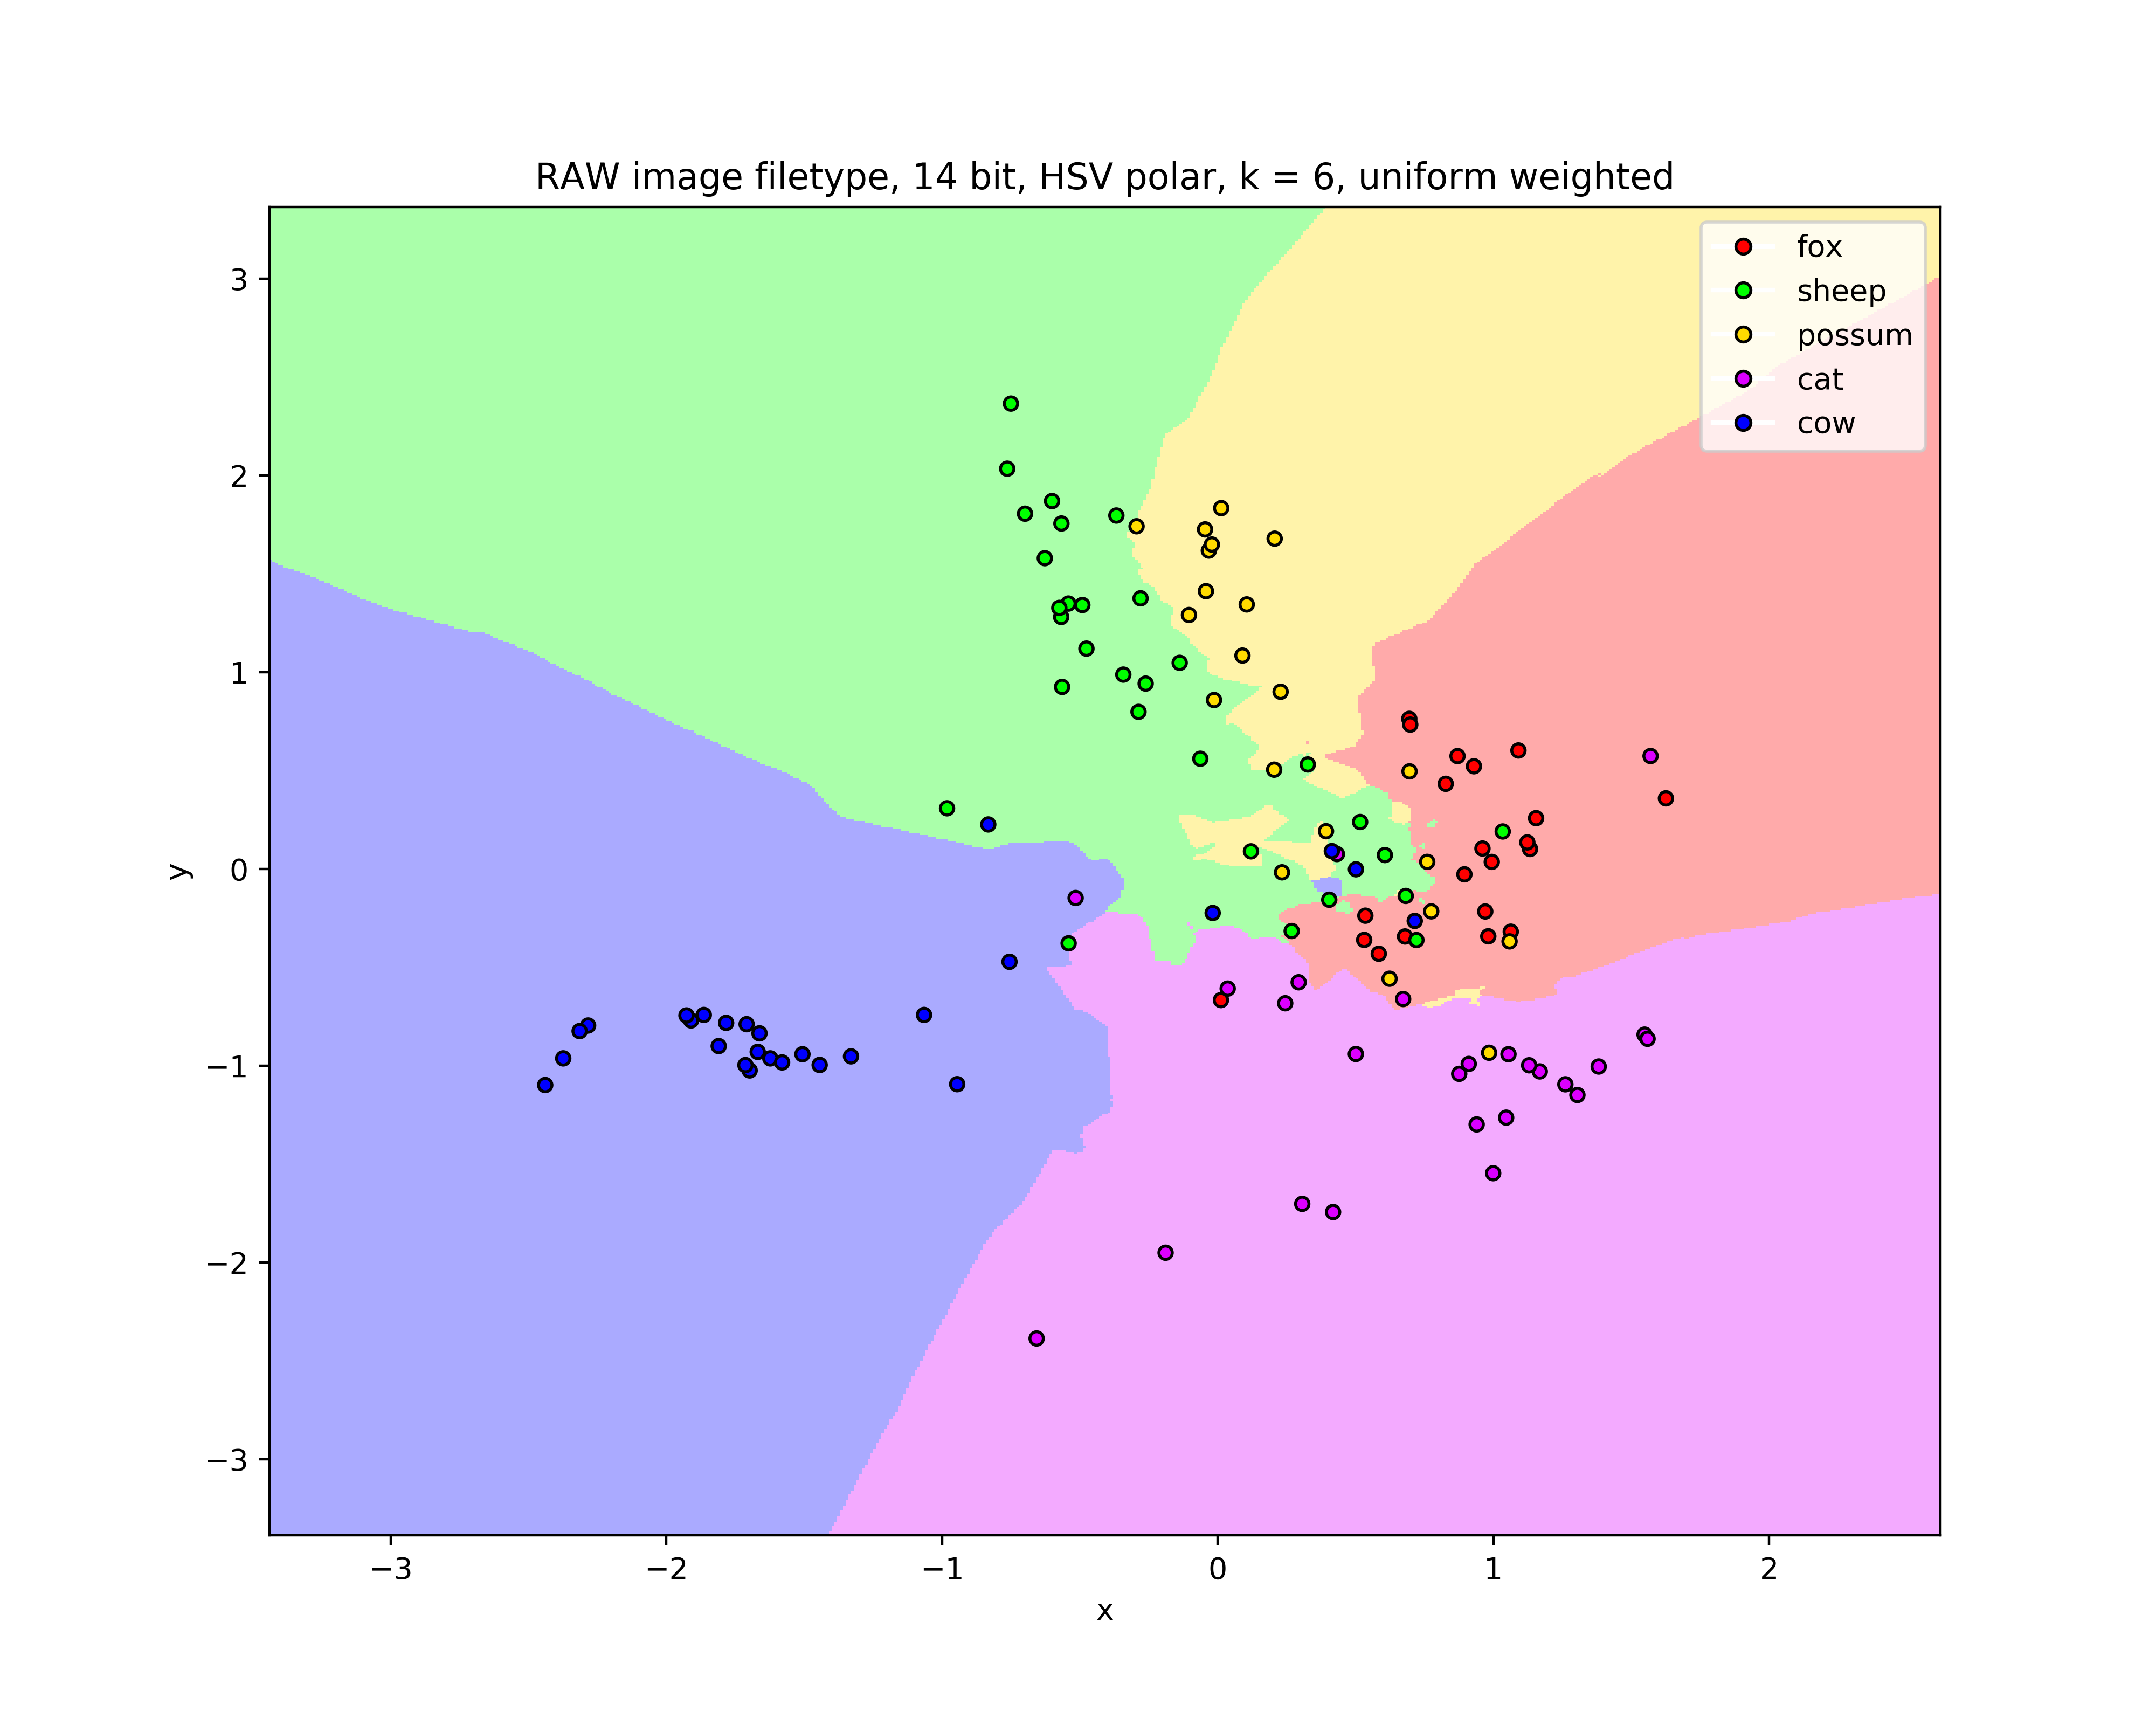 RAW image filetype, 14 bit, HSV polar, k = 6, uniform weighted
fox
sheep
possum
cat
cow
3
2
1
0
−1
−2
−3
y
−3
−2
−1
0
1
2
x